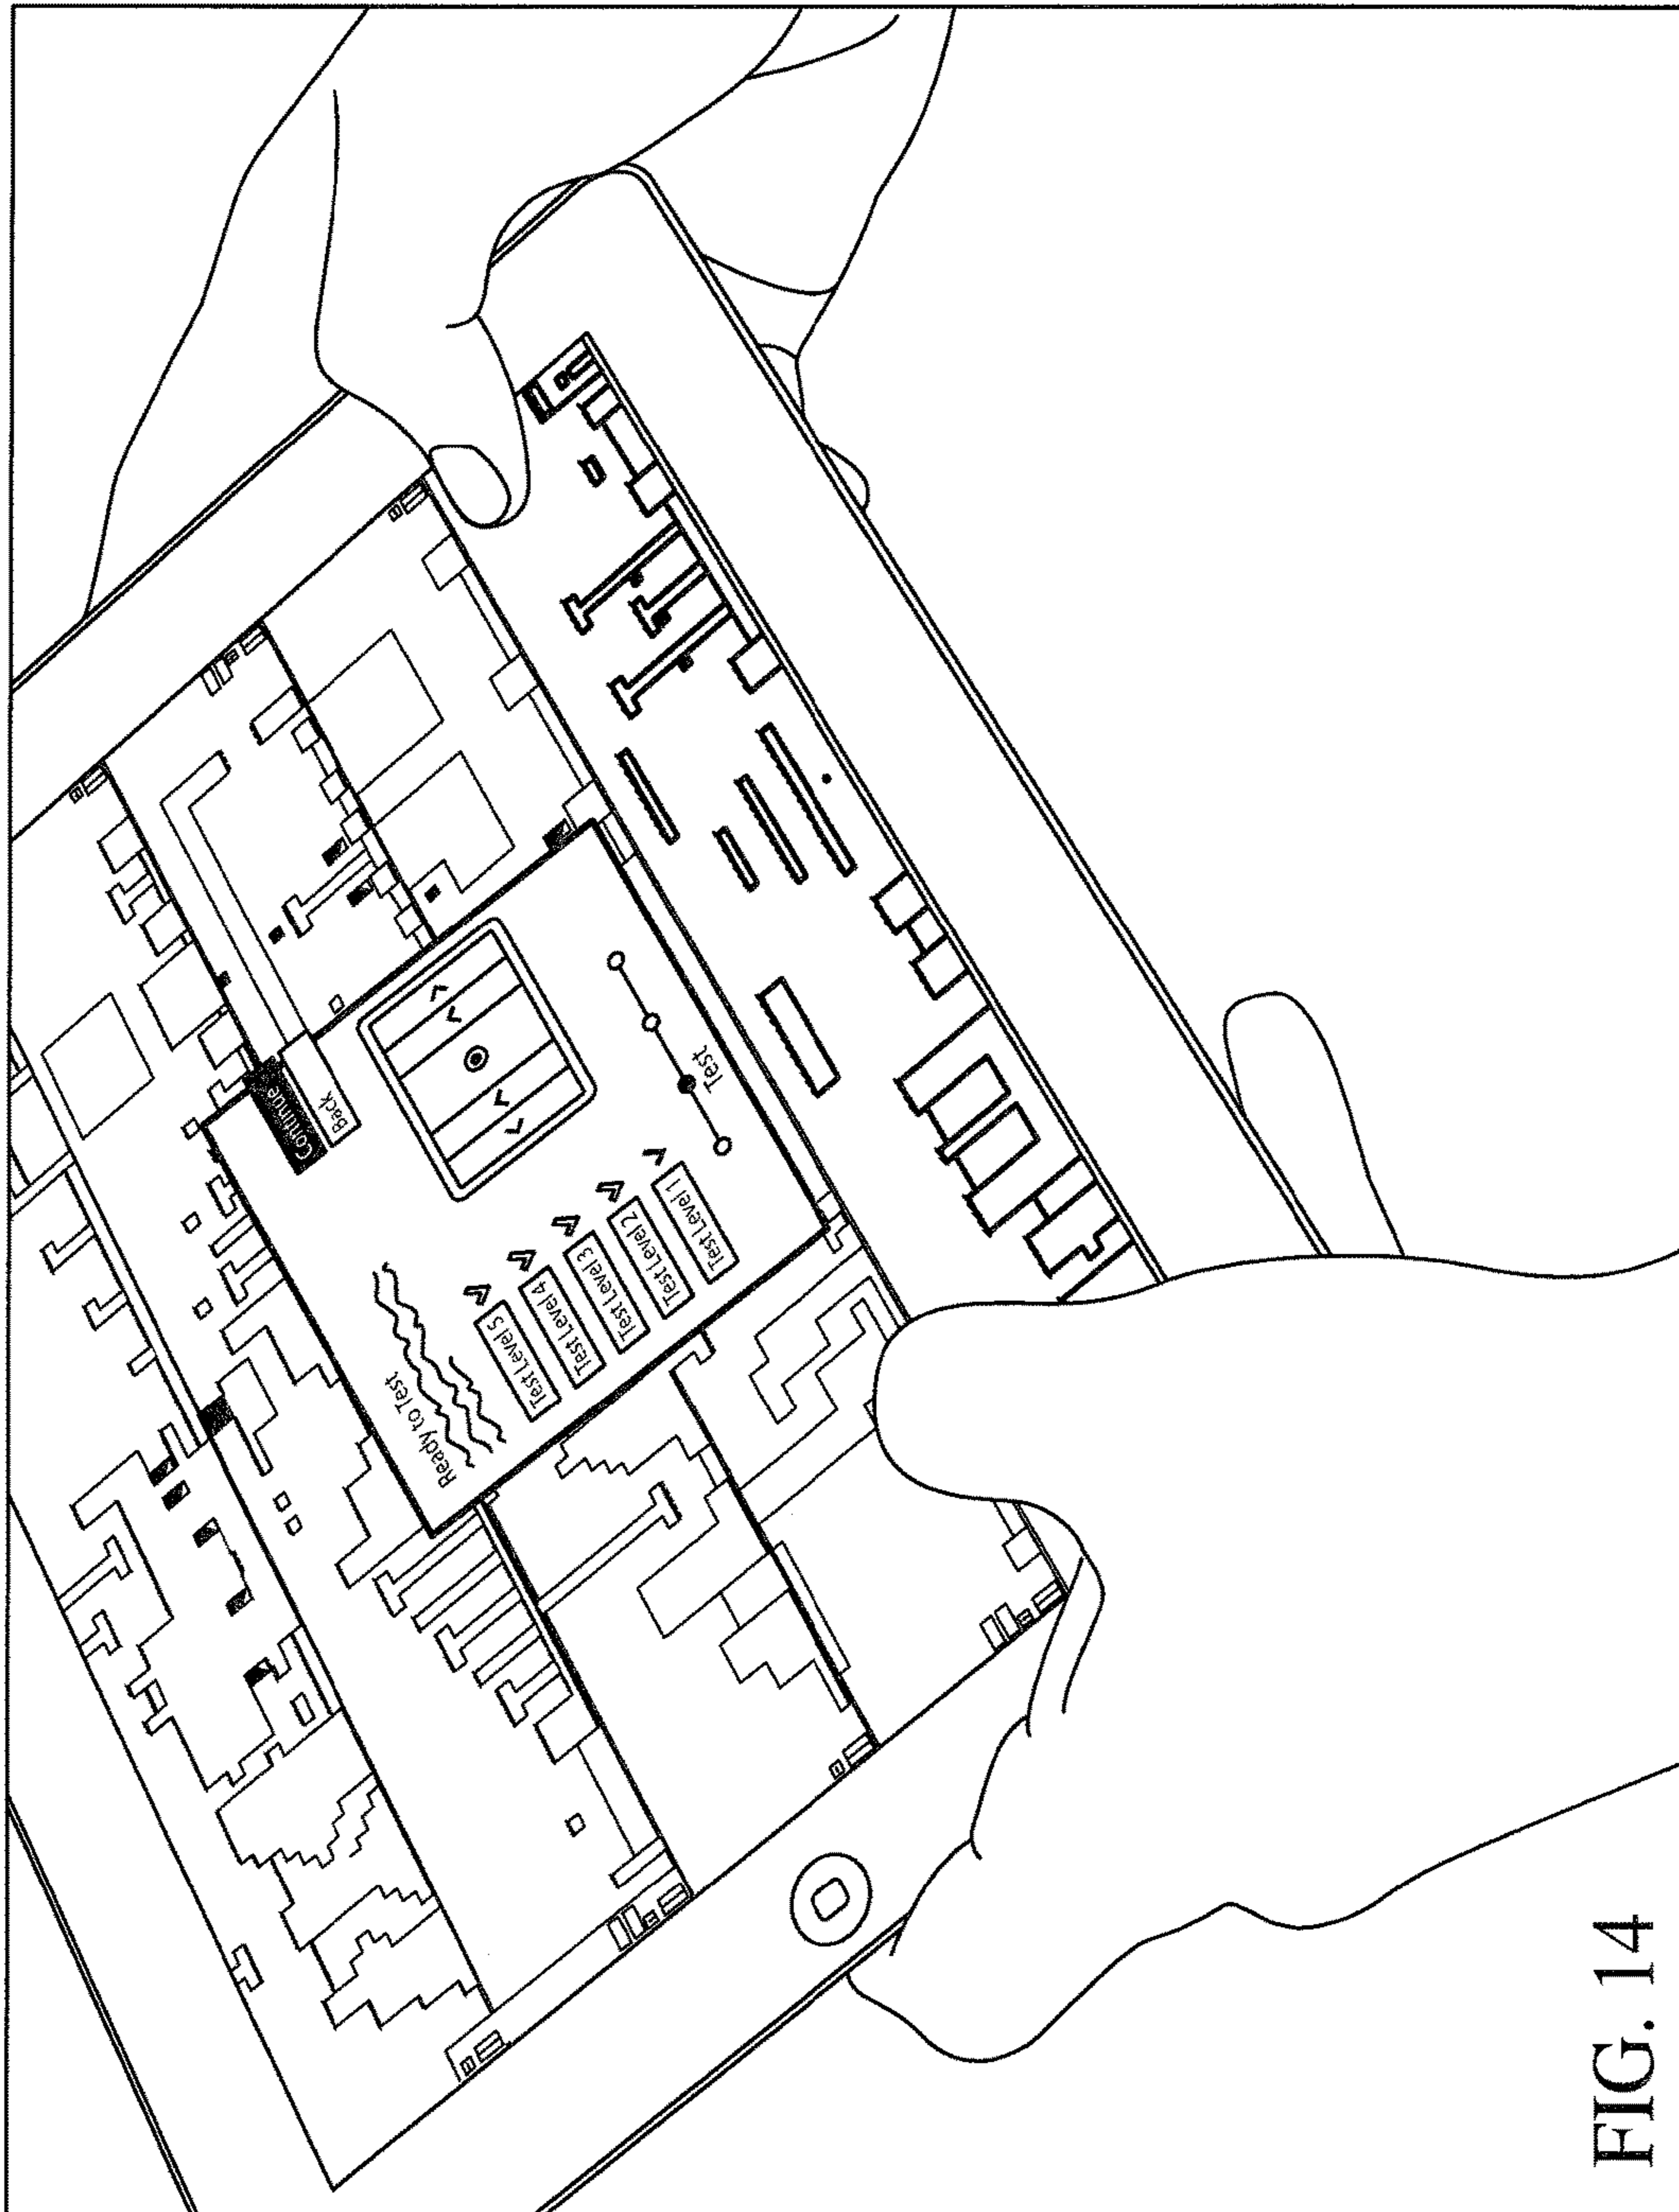 Ready to Test
Test Level 5
Test Level 4
Test Level 3
Test Level 2
Test Level 1
Test
Continue
Back
FIG. 14